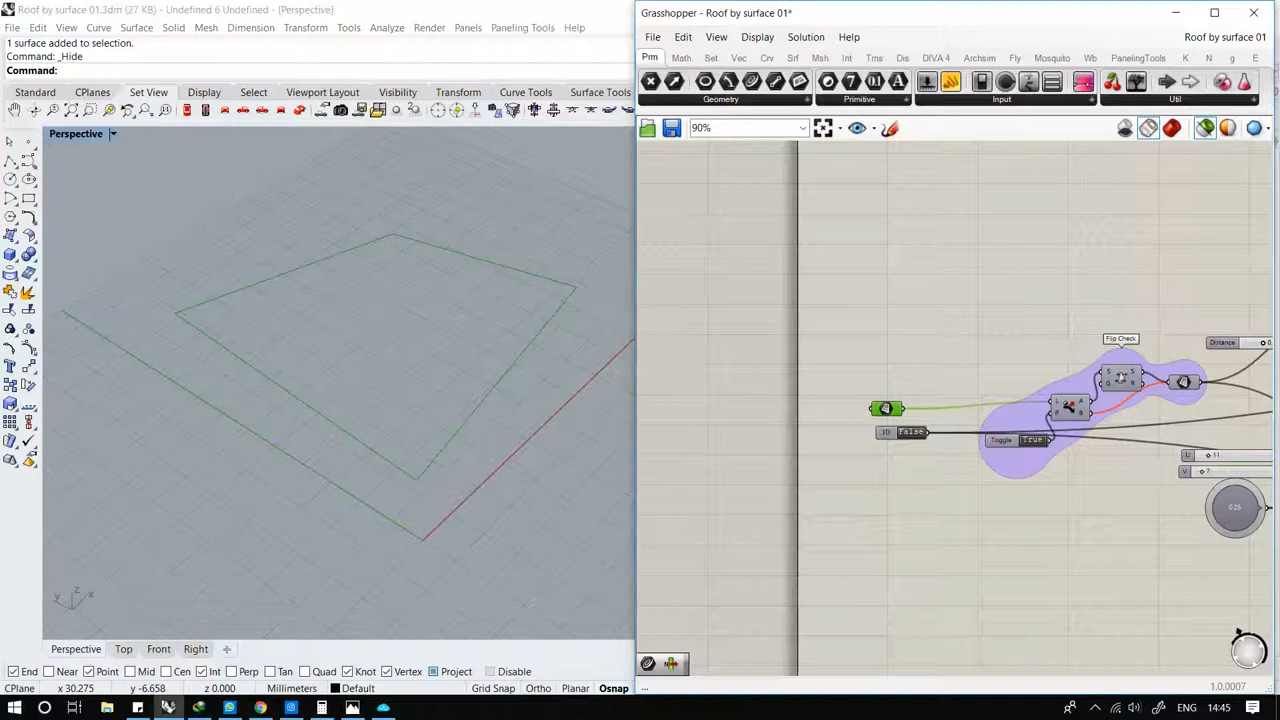 Roof by surface 01.3dm (27 KB) - Undefined 6 Undefined - [Perspective]
File Edit View Curve Surface Solid Mesh Dimension Transform Tools Analyze Render Panels Paneling Tools Help
1 surface added to selection.
Command: _Hide
Command:
Standard CPlanes Set View Display Select Viewport Layout Visibility Transform Curve Tools Surface Tools
Perspective
z
y x
Perspective Top Front Right
End Near Point Mid Cen Int Perp Tan Quad Knot Vertex Project Disable
CPlane x 30.275 y -6.658 z 0.000 Millimeters Default Grid Snap Ortho Planar Osnap
Grasshopper - Roof by surface 01*
File Edit View Display Solution Help Roof by surface 01
Prm Math Set Vec Crv Srf Msh Int Trns Dis DIVA 4 Archsim Fly Mosquito Wb PanelingTools K N g E
Geometry Primitive Input Util
90%
Flip Check
Distance 0.
S S
G R
L A
P B
3D False
Toggle True
U 11
V 7
0.25
...
1.0.0007
ENG 14:45